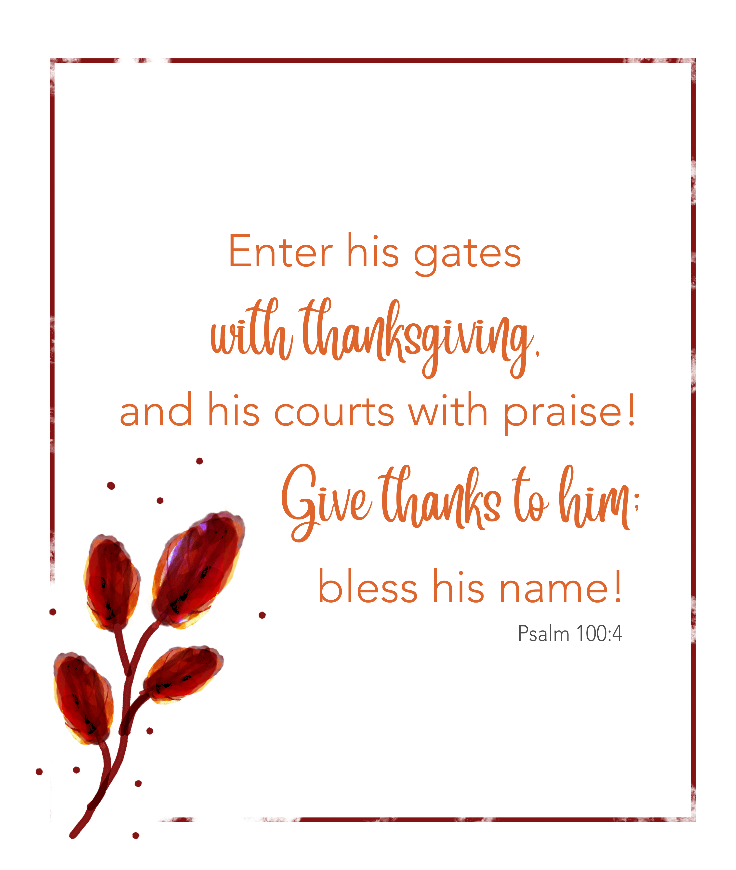 Enter his gates
with thanksgiving,
and his courts with praise!
Give thanks to him;
bless his name!
Psalm 100:4